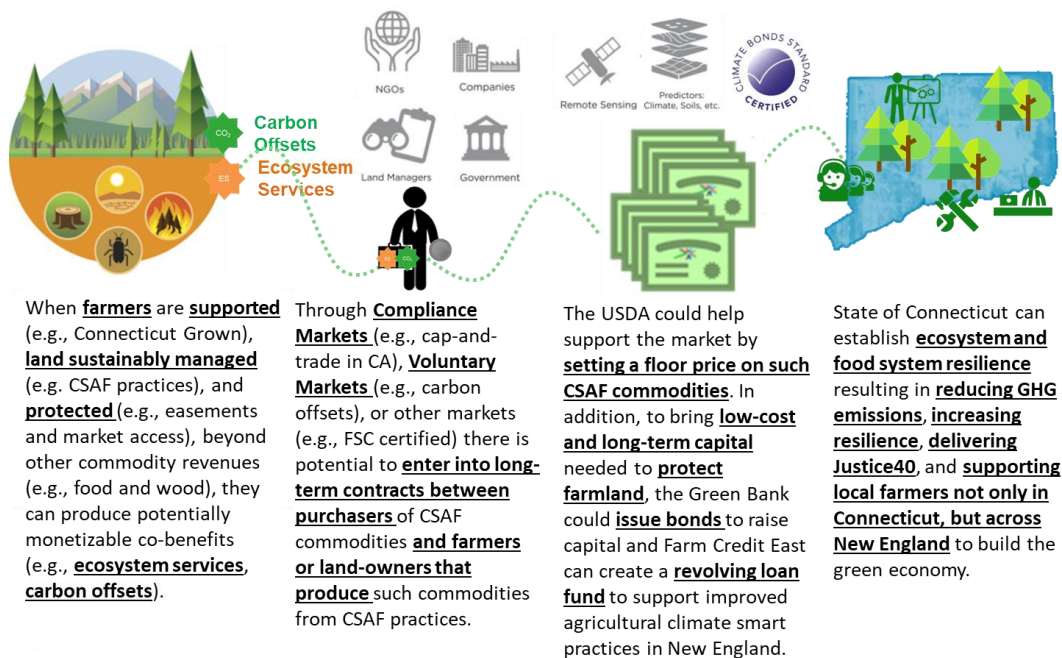 NGOs
Companies
Land Managers
Government
CO₂
Carbon
Offsets
ES
Ecosystem
Services
ES
CO₂
Remote Sensing
Predictors:
Climate, Soils, etc.
CLIMATE BONDS STANDARD
CERTIFIED
When farmers are supported
(e.g., Connecticut Grown),
land sustainably managed
(e.g. CSAF practices), and
protected (e.g., easements
and market access), beyond
other commodity revenues
(e.g., food and wood), they
can produce potentially
monetizable co-benefits
(e.g., ecosystem services,
carbon offsets).
Through Compliance
Markets (e.g., cap-and-
trade in CA), Voluntary
Markets (e.g., carbon
offsets), or other markets
(e.g., FSC certified) there is
potential to enter into long-
term contracts between
purchasers of CSAF
commodities and farmers
or land-owners that
produce such commodities
from CSAF practices.
The USDA could help
support the market by
setting a floor price on such
CSAF commodities. In
addition, to bring low-cost
and long-term capital
needed to protect
farmland, the Green Bank
could issue bonds to raise
capital and Farm Credit East
can create a revolving loan
fund to support improved
agricultural climate smart
practices in New England.
State of Connecticut can
establish ecosystem and
food system resilience
resulting in reducing GHG
emissions, increasing
resilience, delivering
Justice40, and supporting
local farmers not only in
Connecticut, but across
New England to build the
green economy.